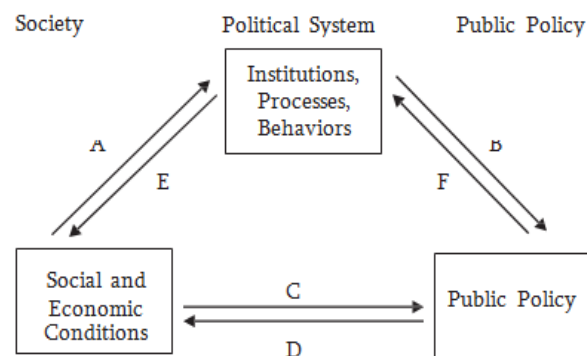 Society Political System Public Policy
Institutions,
Processes,
Behaviors
A B
E F
Social and
Economic
Conditions
C
Public Policy
D